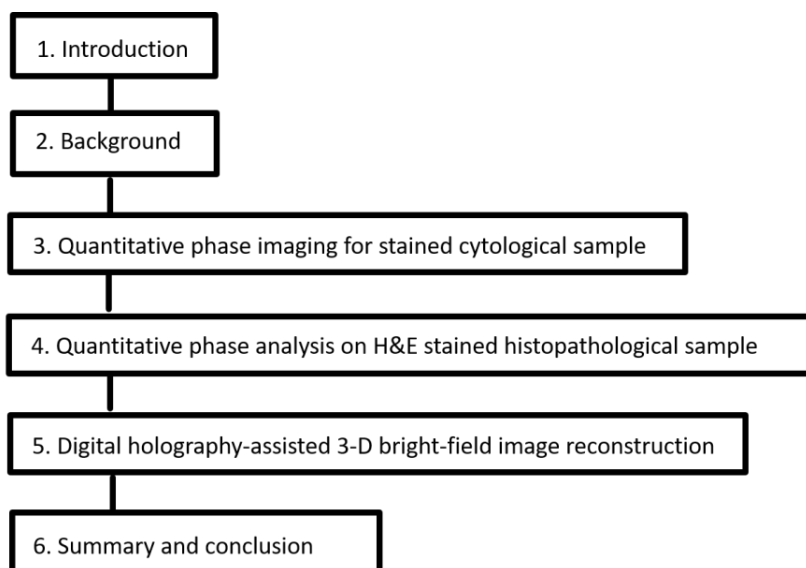 1. Introduction
2. Background
3. Quantitative phase imaging for stained cytological sample
4. Quantitative phase analysis on H&E stained histopathological sample
5. Digital holography-assisted 3-D bright-field image reconstruction
6. Summary and conclusion